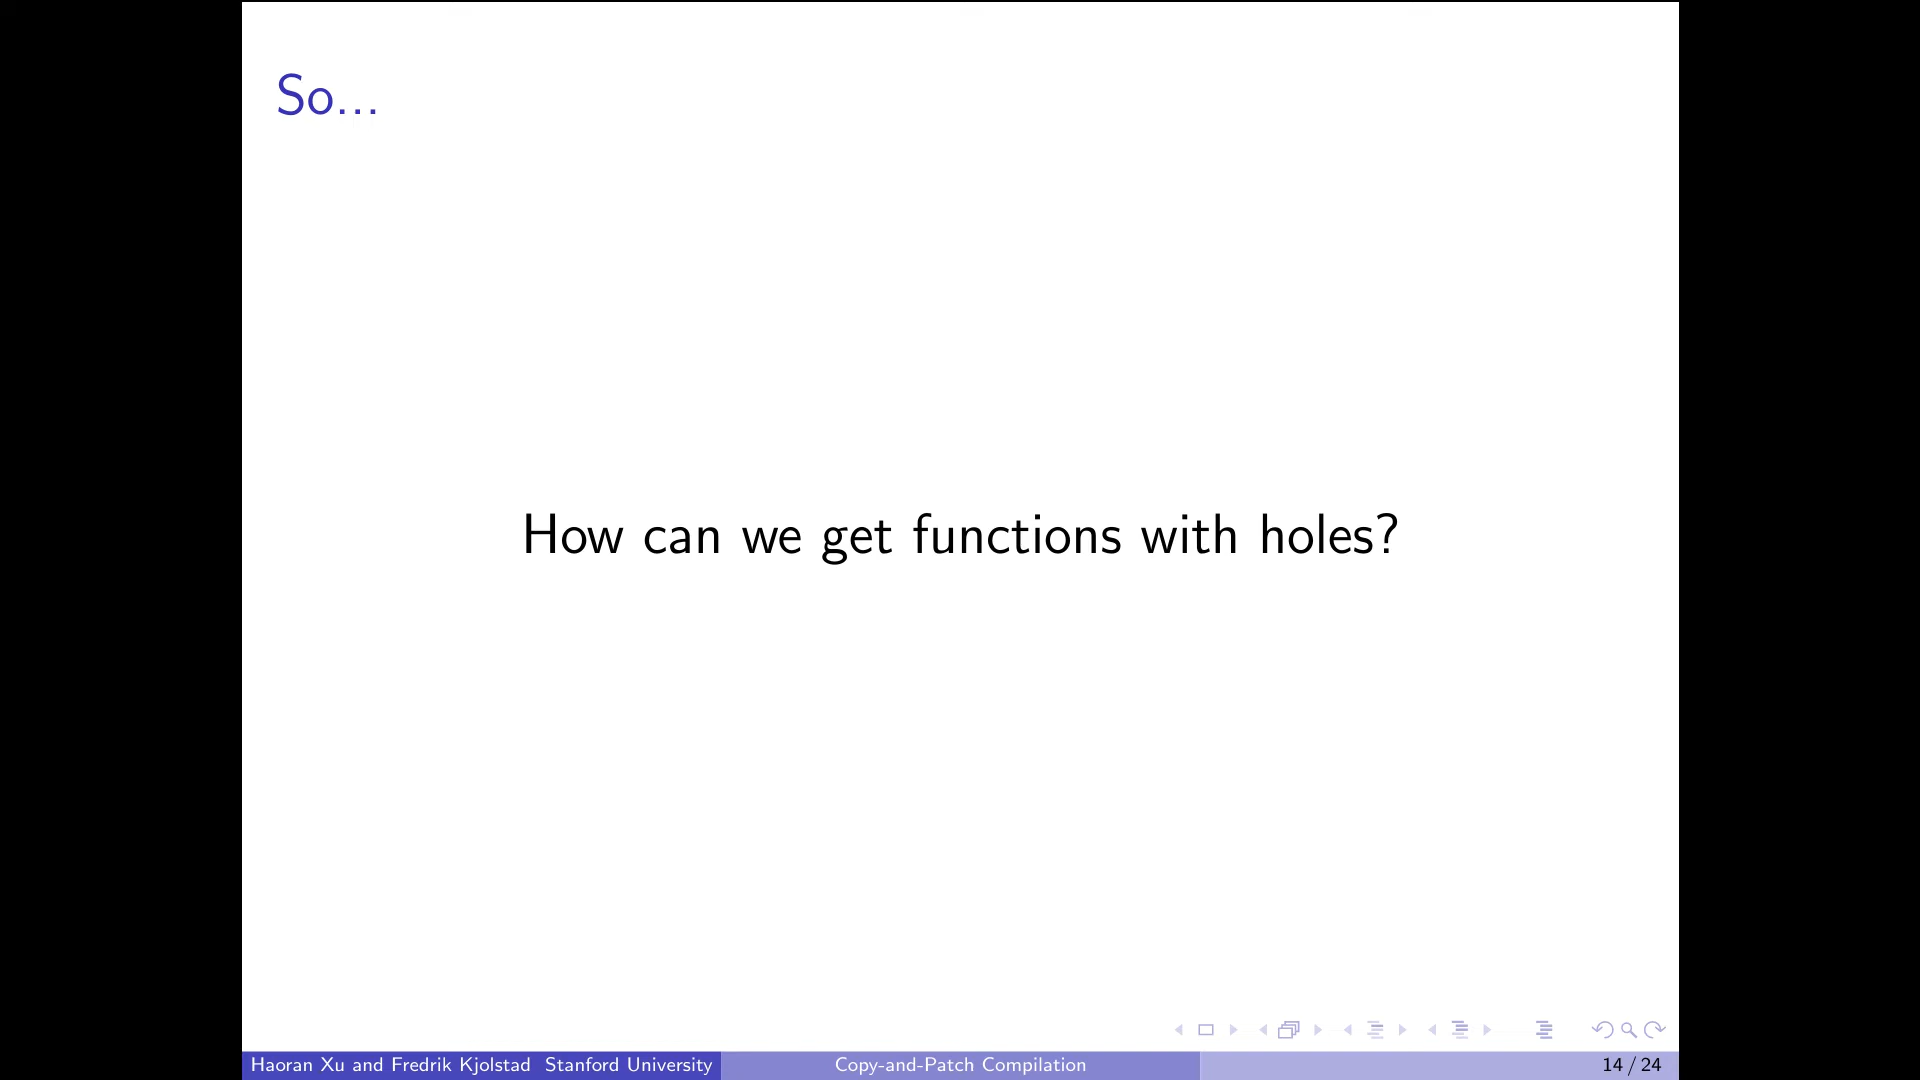 So...
How can we get functions with holes?
Haoran Xu and Fredrik Kjolstad Stanford University
Copy-and-Patch Compilation
14 / 24